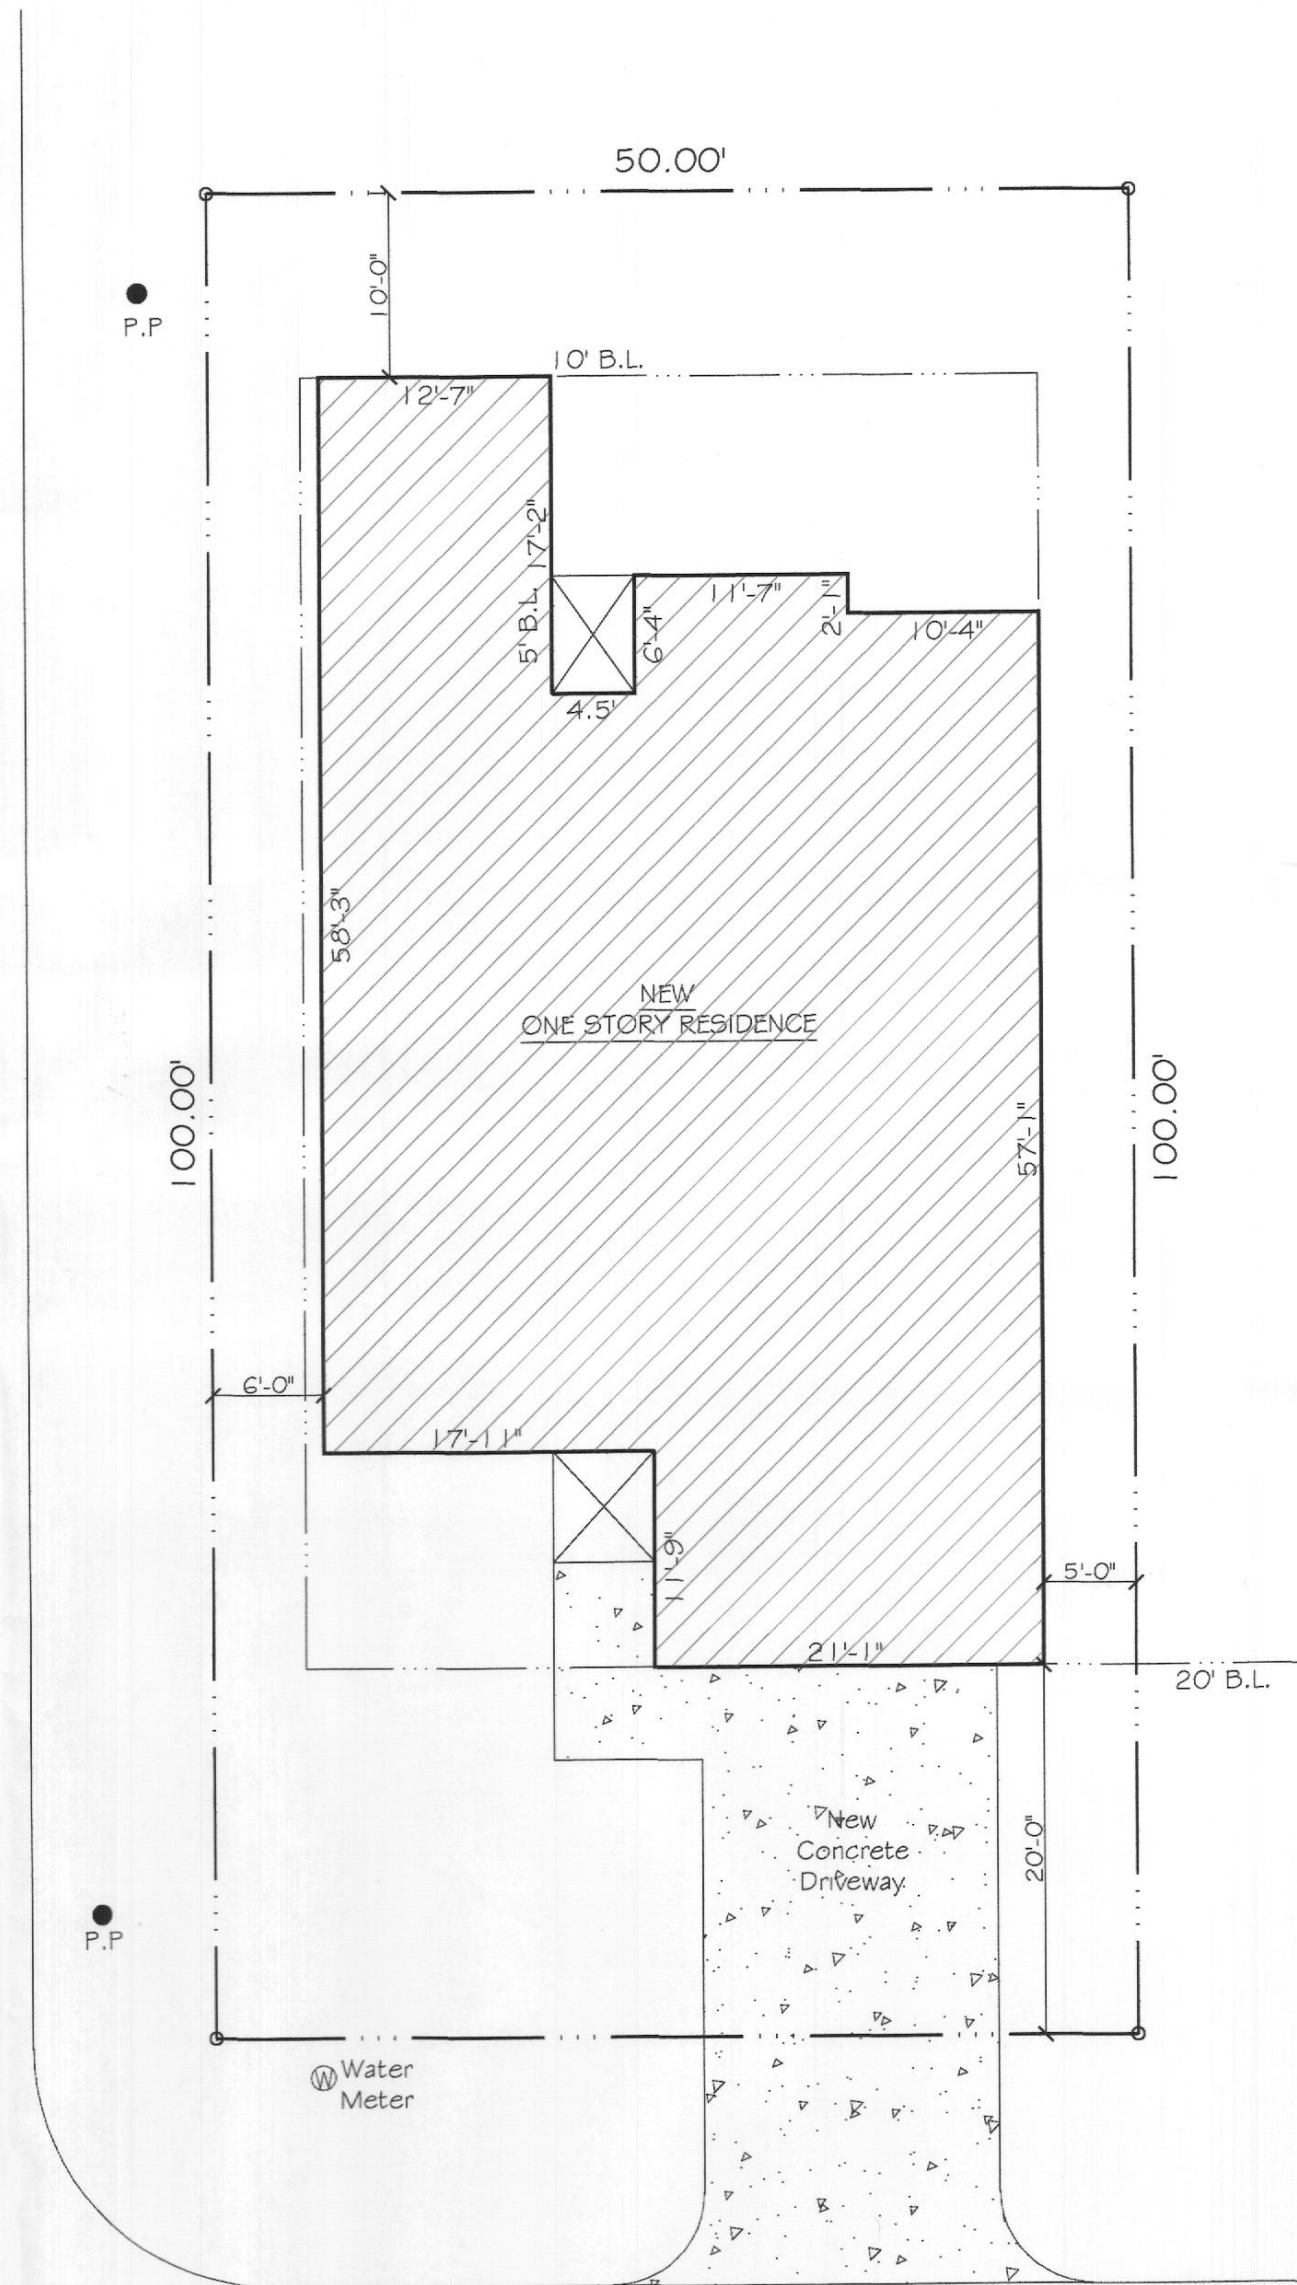 50.00'
10'-0"
P.P
10' B.L.
12'-7"
17'-2"
5' B.L.
11'-7"
2'-1"
6'-4"
10'-4"
4.5'
58'-3"
NEW
ONE STORY RESIDENCE
100.00'
100.00'
57'-1"
6'-0"
17'-11"
11'-9"
5'-0"
21'-1"
20' B.L.
New
Concrete
Driveway
20'-0"
P.P
W
Water
Meter